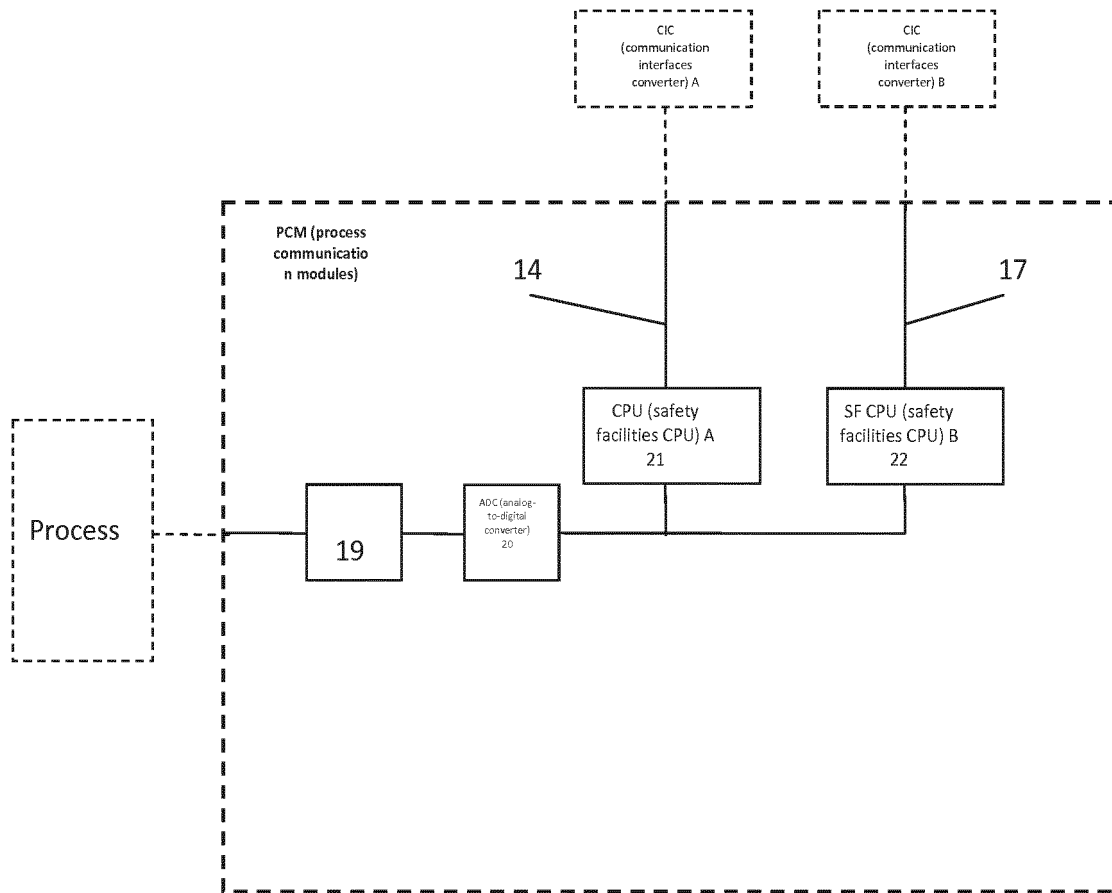 CIC
(communication
interfaces
converter) A
CIC
(communication
interfaces
converter) B
PCM (process
communicatio
n modules)
14
17
CPU (safety
facilities CPU) A
21
SF CPU (safety
facilities CPU) B
22
Process
19
ADC (analog-
to-digital
converter)
20